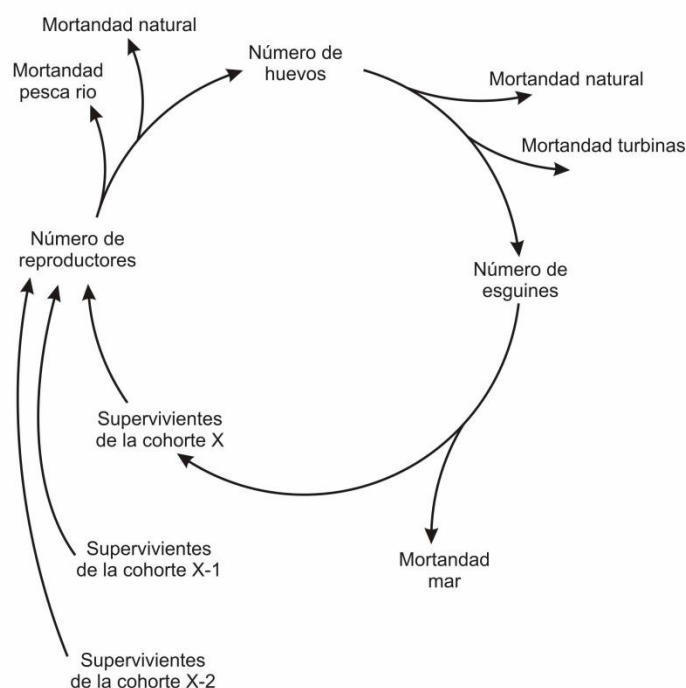 Mortandad natural
Mortandad
pesca rio
Número de
huevos
Mortandad natural
Mortandad turbinas
Número de
esguines
Número de
reproductores
Supervivientes
de la cohorte X
Supervivientes
de la cohorte X-1
Mortandad
mar
Supervivientes
de la cohorte X-2